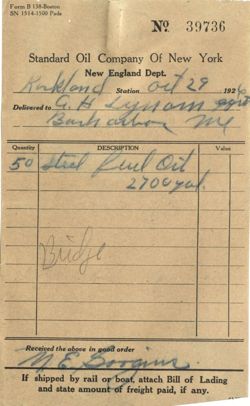 Form B 138-Boston
SN 1514-1500 Pads
No. 39736
Standard Oil Company Of New York
New England Dept.
Rockland Station Oct 29 192
Delivered to G. H. Lynam agt
Bar harbor Me
Quantity DESCRIPTION Value
50 Steel Fuel Oil
2700 gal.
Bridge
Received the above in good order
M. E.
If shipped by rail or boat, attach Bill of Lading
and state amount of freight paid, if any.